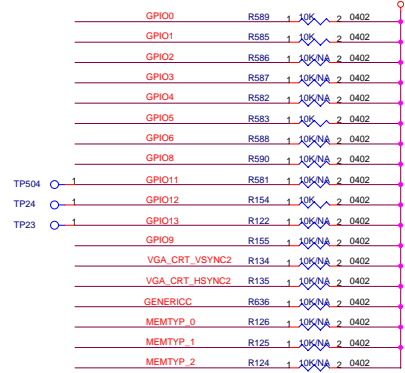 GPIO0 R589 1 10K 2 0402
GPIO1 R585 1 10K 2 0402
GPIO2 R586 1 10K/NA 2 0402
GPIO3 R587 1 10K/NA 2 0402
GPIO4 R582 1 10K/NA 2 0402
GPIO5 R583 1 10K 2 0402
GPIO6 R588 1 10K/NA 2 0402
GPIO8 R590 1 10K/NA 2 0402
TP504 1 GPIO11 R581 1 10K/NA 2 0402
TP24 1 GPIO12 R154 1 10K 2 0402
TP23 1 GPIO13 R122 1 10K/NA 2 0402
GPIO9 R155 1 10K/NA 2 0402
VGA_CRT_VSYNC2 R134 1 10K/NA 2 0402
VGA_CRT_HSYNC2 R135 1 10K/NA 2 0402
GENERICC R636 1 10K/NA 2 0402
MEMTYP_0 R126 1 10K/NA 2 0402
MEMTYP_1 R125 1 10K/NA 2 0402
MEMTYP_2 R124 1 10K/NA 2 0402